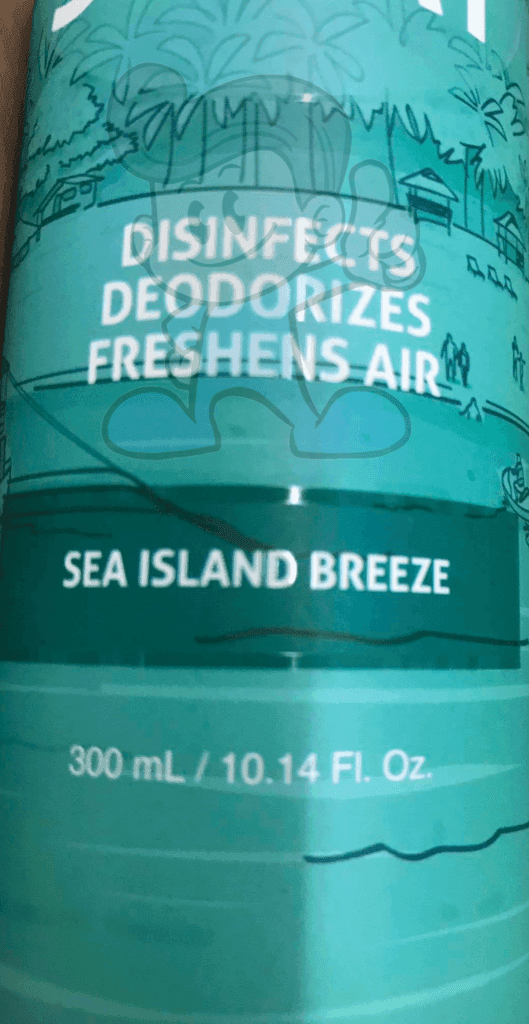 DISINFECTS
DEODORIZES
FRESHENS AIR
SEA ISLAND BREEZE
300 mL / 10.14 Fl. Oz.